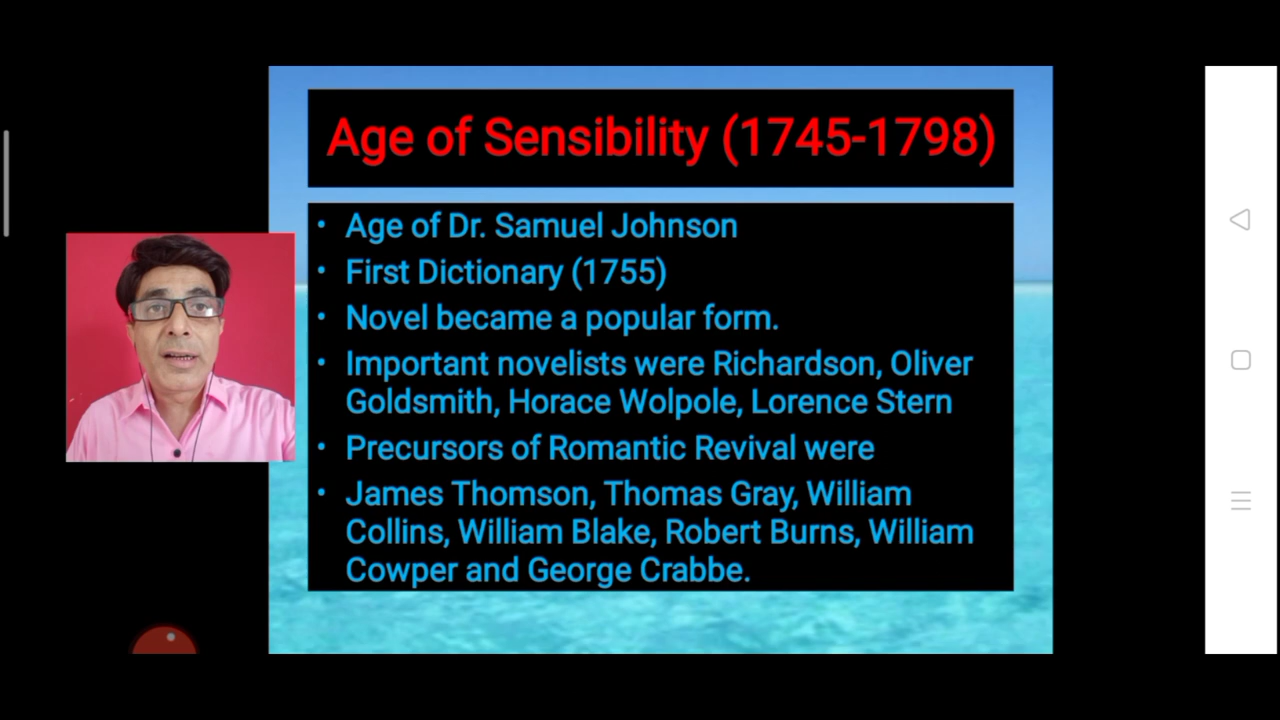 Age of Sensibility (1745-1798)
• Age of Dr. Samuel Johnson
• First Dictionary (1755)
• Novel became a popular form.
• Important novelists were Richardson, Oliver
Goldsmith, Horace Wolpole, Lorence Stern
• Precursors of Romantic Revival were
• James Thomson, Thomas Gray, William
Collins, William Blake, Robert Burns, William
Cowper and George Crabbe.